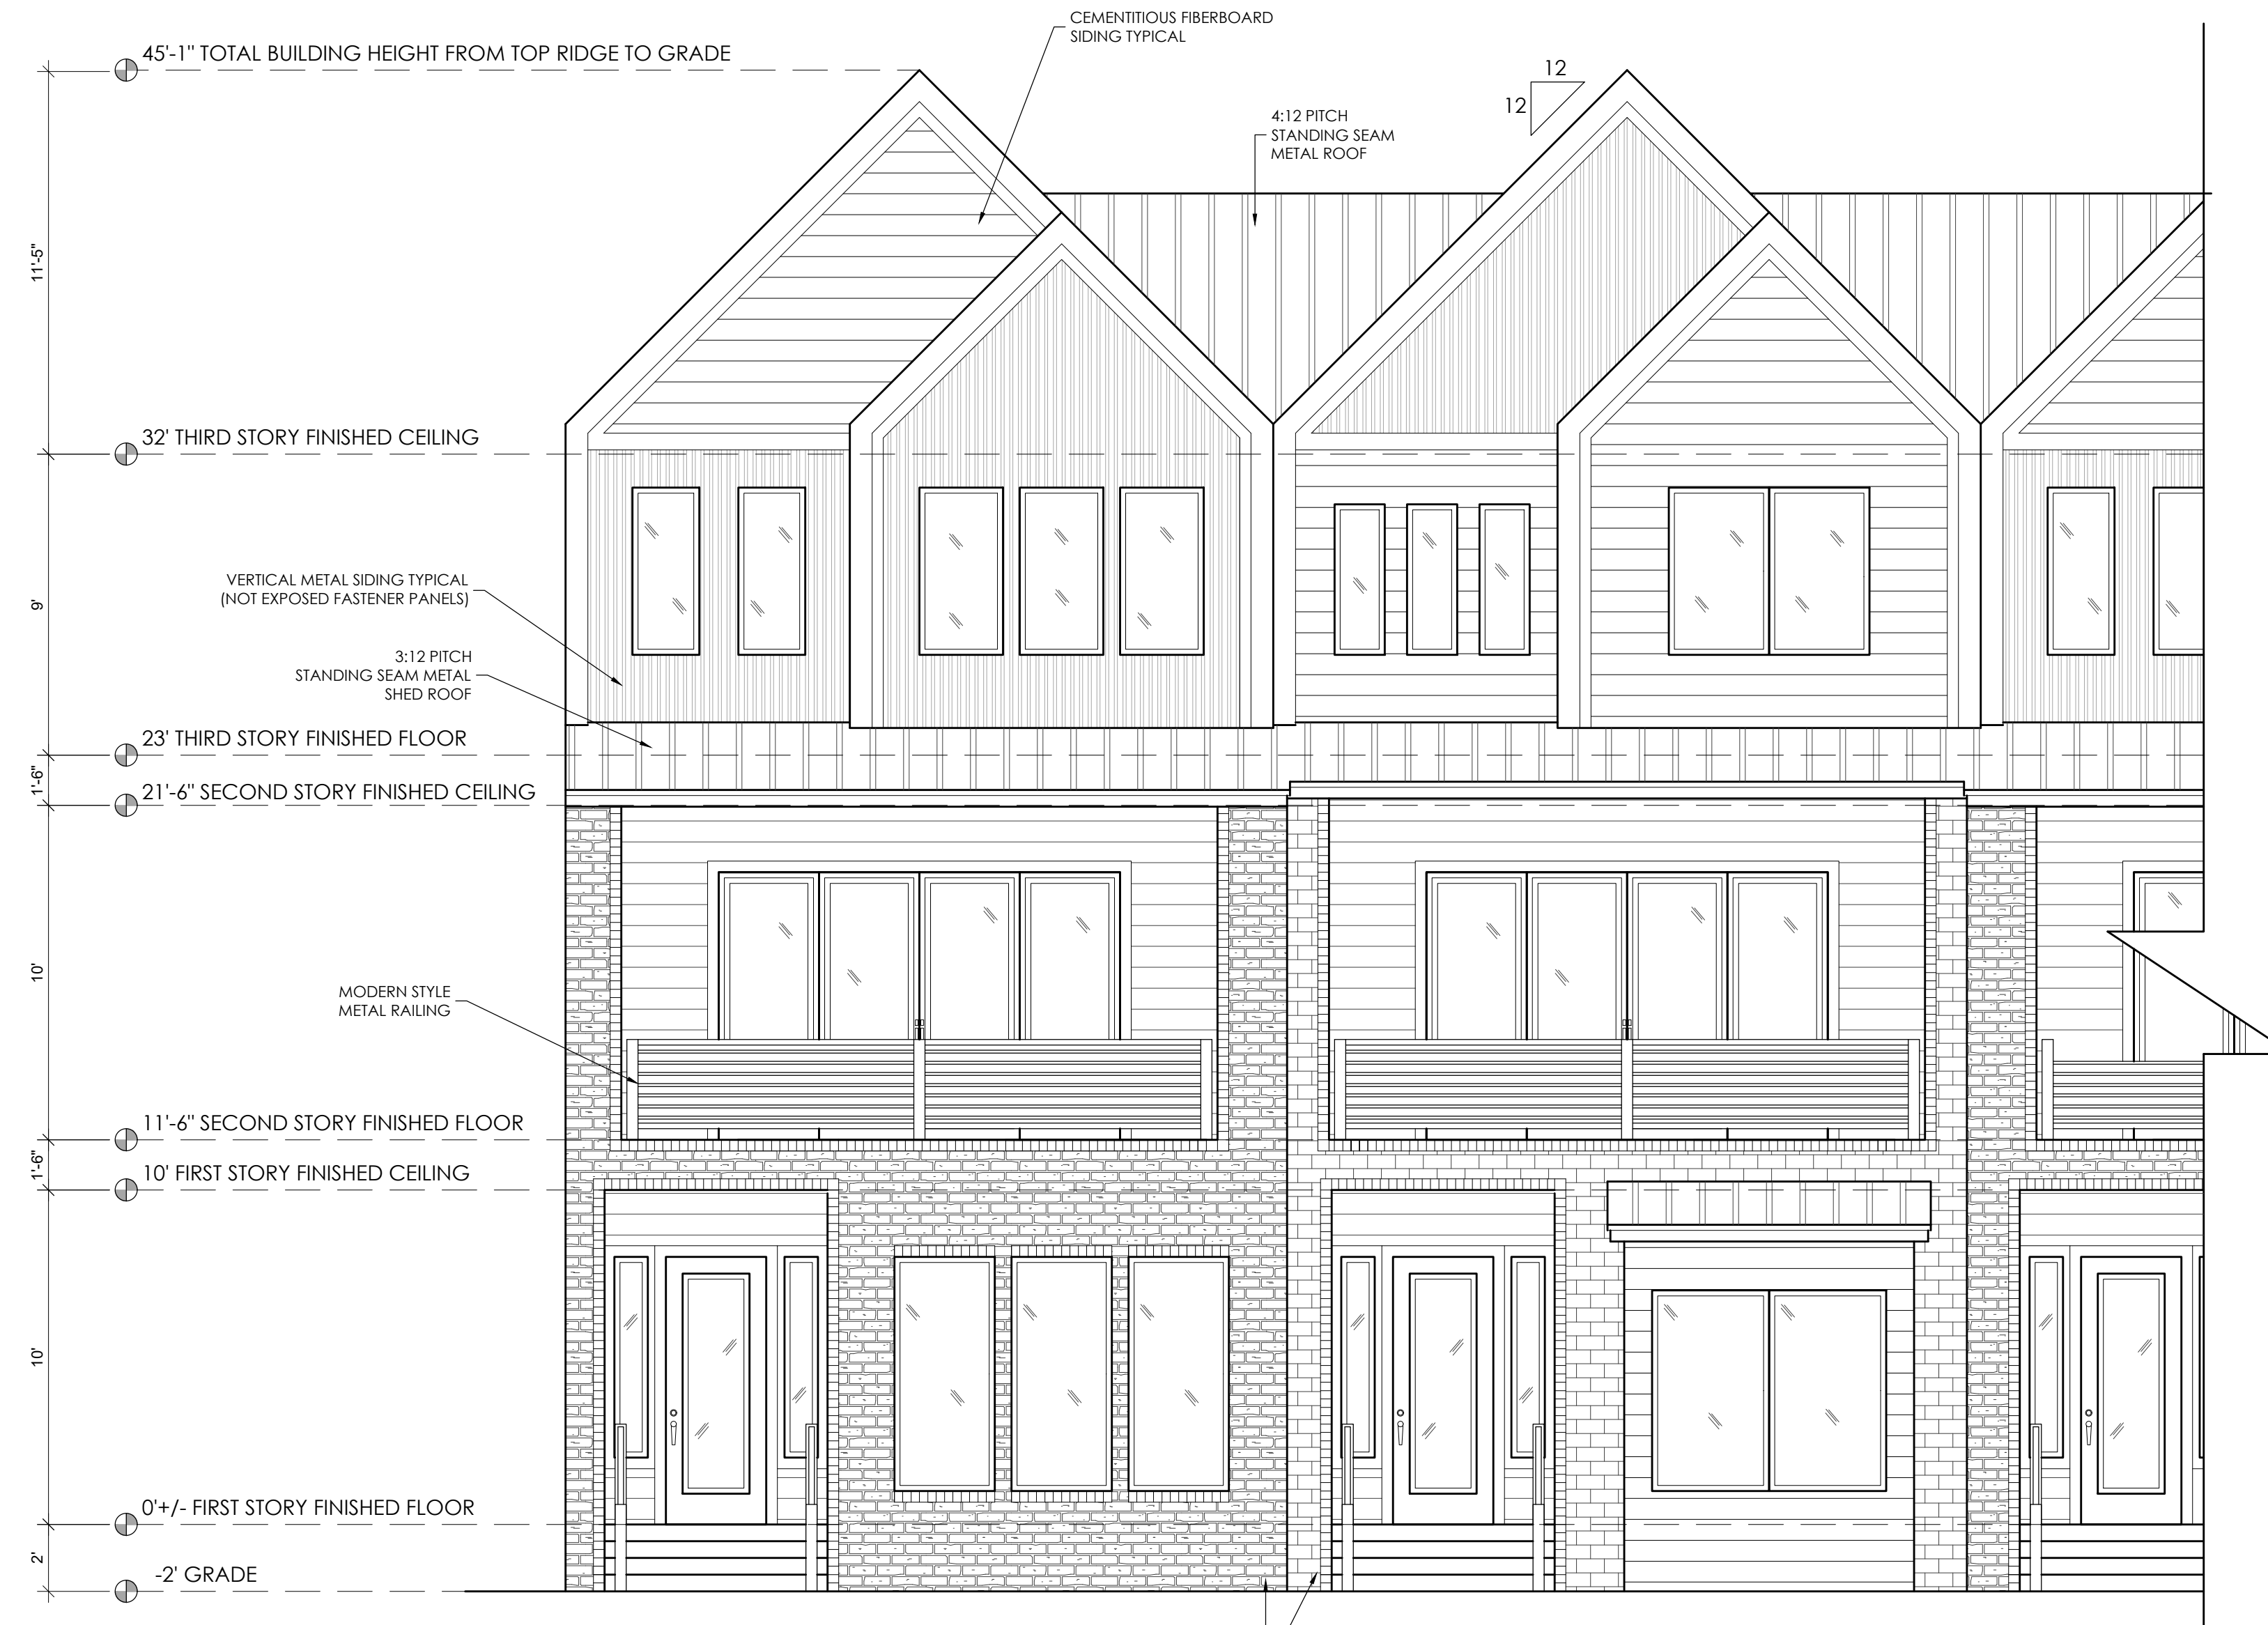 CEMENTITIOUS FIBERBOARD
SIDING TYPICAL
45'-1" TOTAL BUILDING HEIGHT FROM TOP RIDGE TO GRADE
12
12
4:12 PITCH
STANDING SEAM
METAL ROOF
11'-5"
32' THIRD STORY FINISHED CEILING
9'
VERTICAL METAL SIDING TYPICAL
(NOT EXPOSED FASTENER PANELS)
3:12 PITCH
STANDING SEAM METAL
SHED ROOF
23' THIRD STORY FINISHED FLOOR
1'-6"
21'-6" SECOND STORY FINISHED CEILING
10'
MODERN STYLE
METAL RAILING
11'-6" SECOND STORY FINISHED FLOOR
1'-6"
10' FIRST STORY FINISHED CEILING
10'
0'+/- FIRST STORY FINISHED FLOOR
2'
-2' GRADE